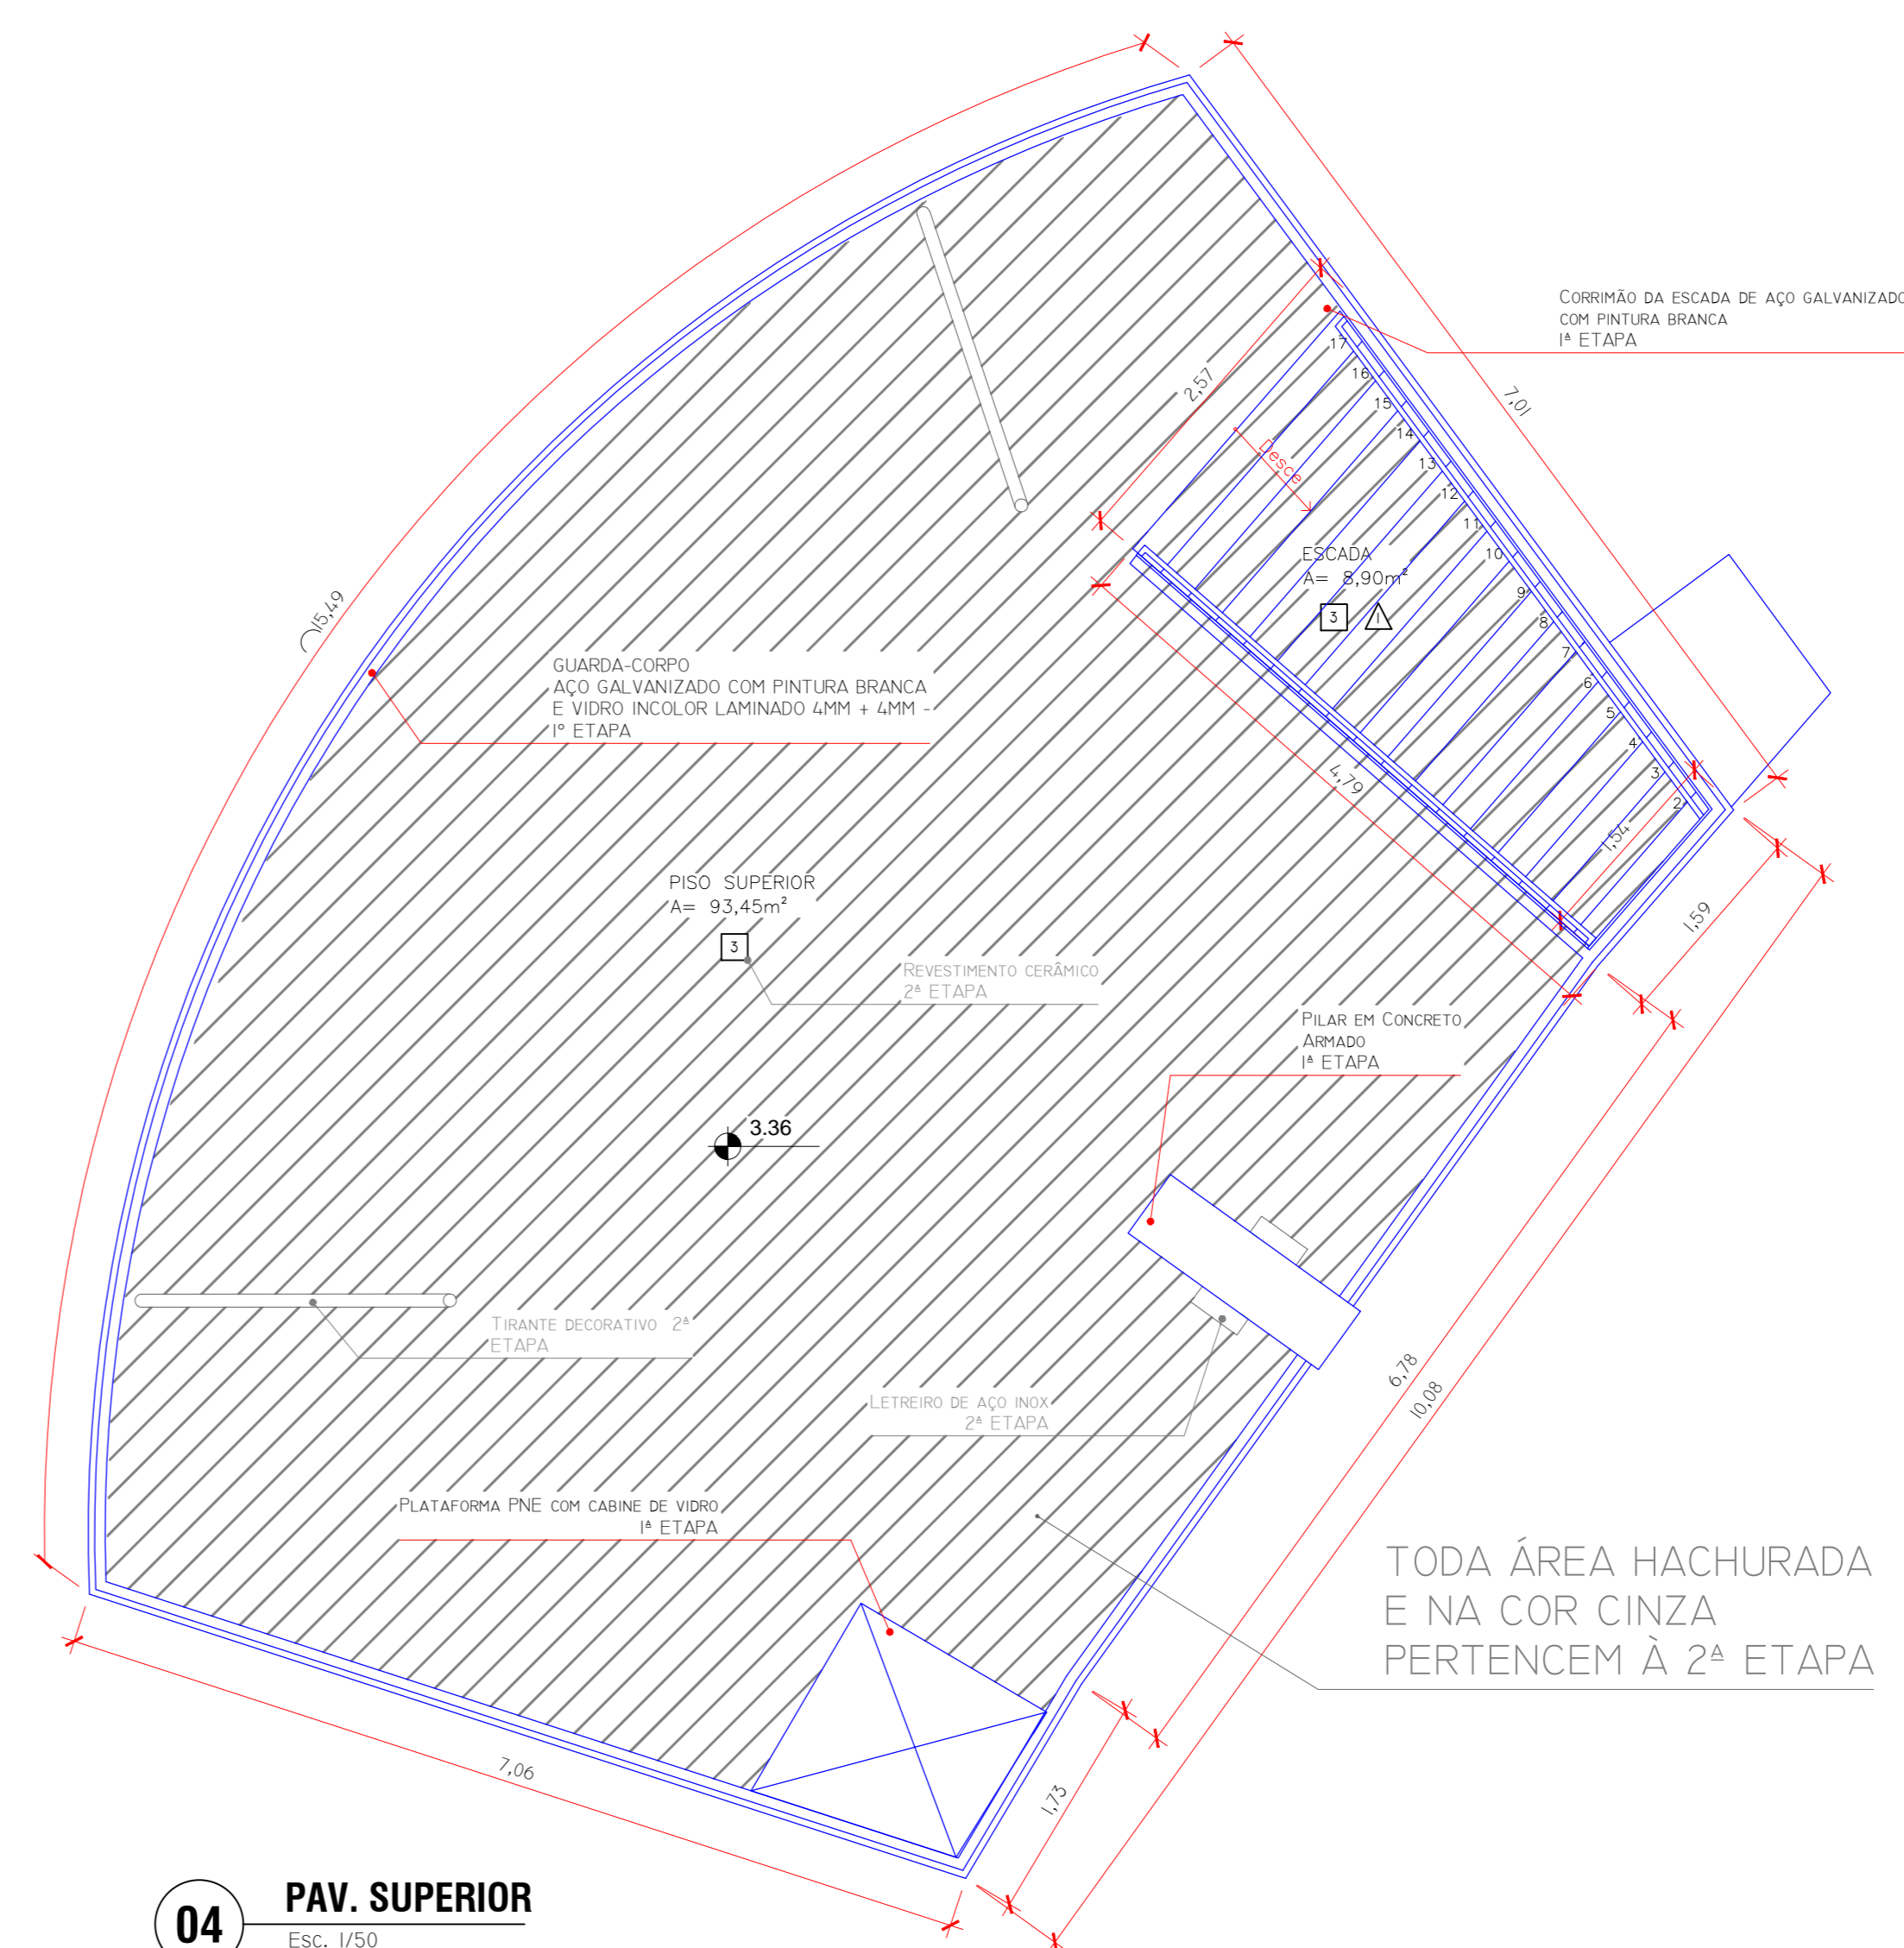 CORRIMÃO DA ESCADA DE AÇO GALVANIZADO
COM PINTURA BRANCA
1ª ETAPA
7,01
2,57
17
16
15
14
13
12
11
10
9
8
7
6
5
4
3
2
Desce
ESCADA
A= 8,90m²
3 1
15,49
GUARDA-CORPO
AÇO GALVANIZADO COM PINTURA BRANCA
E VIDRO INCOLOR LAMINADO 4MM + 4MM -
1º ETAPA
4,79
1,54
1,59
PISO SUPERIOR
A= 93,45m²
3
REVESTIMENTO CERÂMICO
2ª ETAPA
PILAR EM CONCRETO
ARMADO
1ª ETAPA
3.36
TIRANTE DECORATIVO 2ª
ETAPA
LETREIRO DE AÇO INOX
2ª ETAPA
6,78
10,08
PLATAFORMA PNE COM CABINE DE VIDRO
1ª ETAPA
TODA ÁREA HACHURADA
E NA COR CINZA
PERTENCEM À 2ª ETAPA
7,06
1,73
04
PAV. SUPERIOR
Esc. 1/50